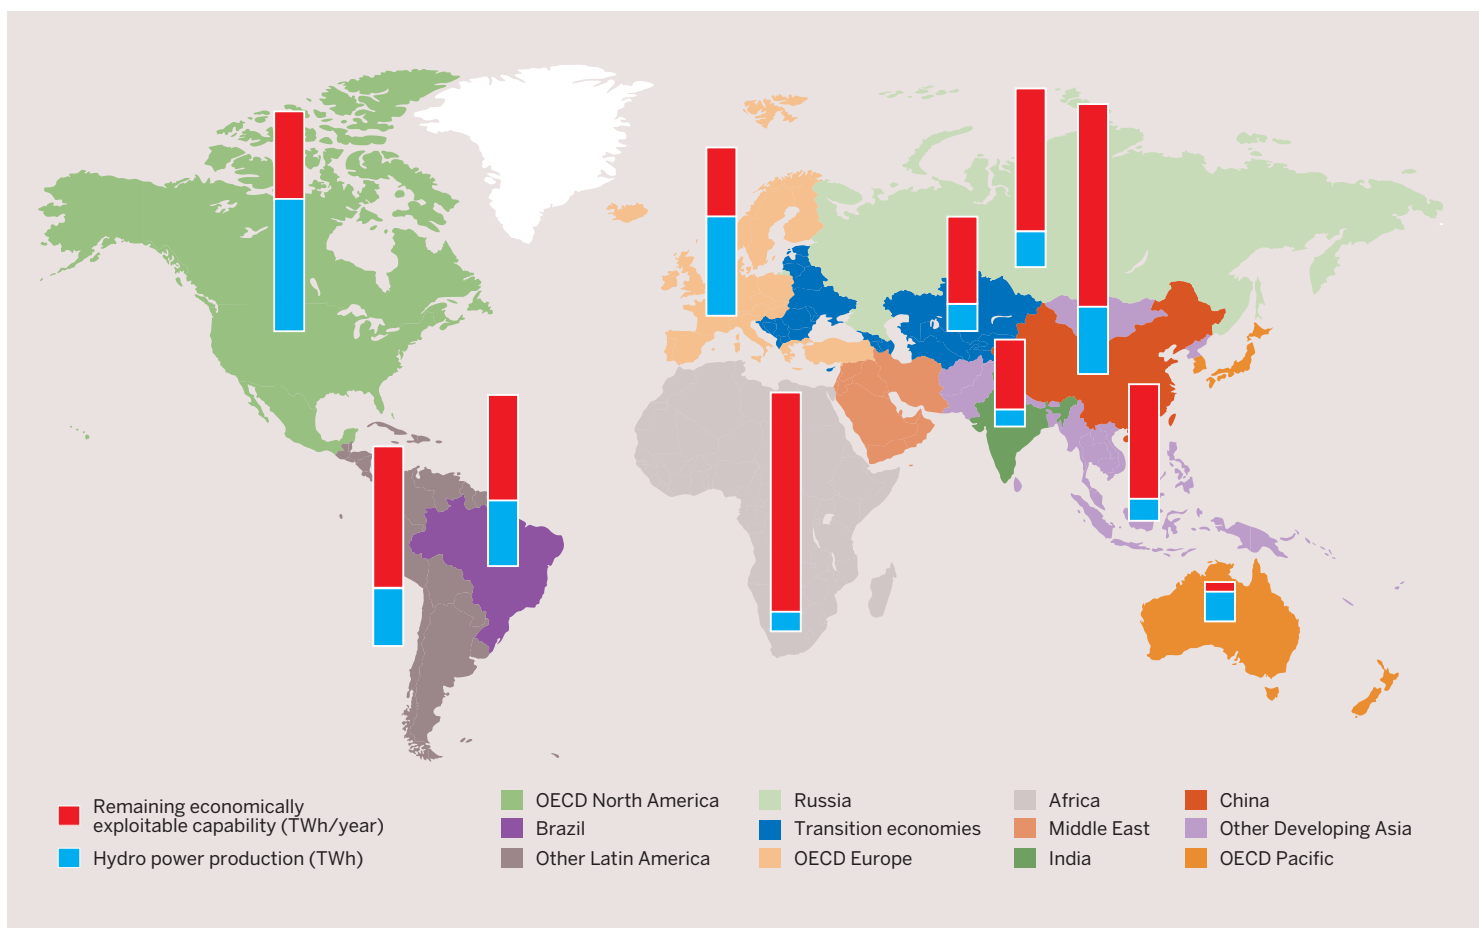 Remaining economically
exploitable capability (TWh/year)
Hydro power production (TWh)
OECD North America
Brazil
Other Latin America
Russia
Transition economies
OECD Europe
Africa
Middle East
India
China
Other Developing Asia
OECD Pacific